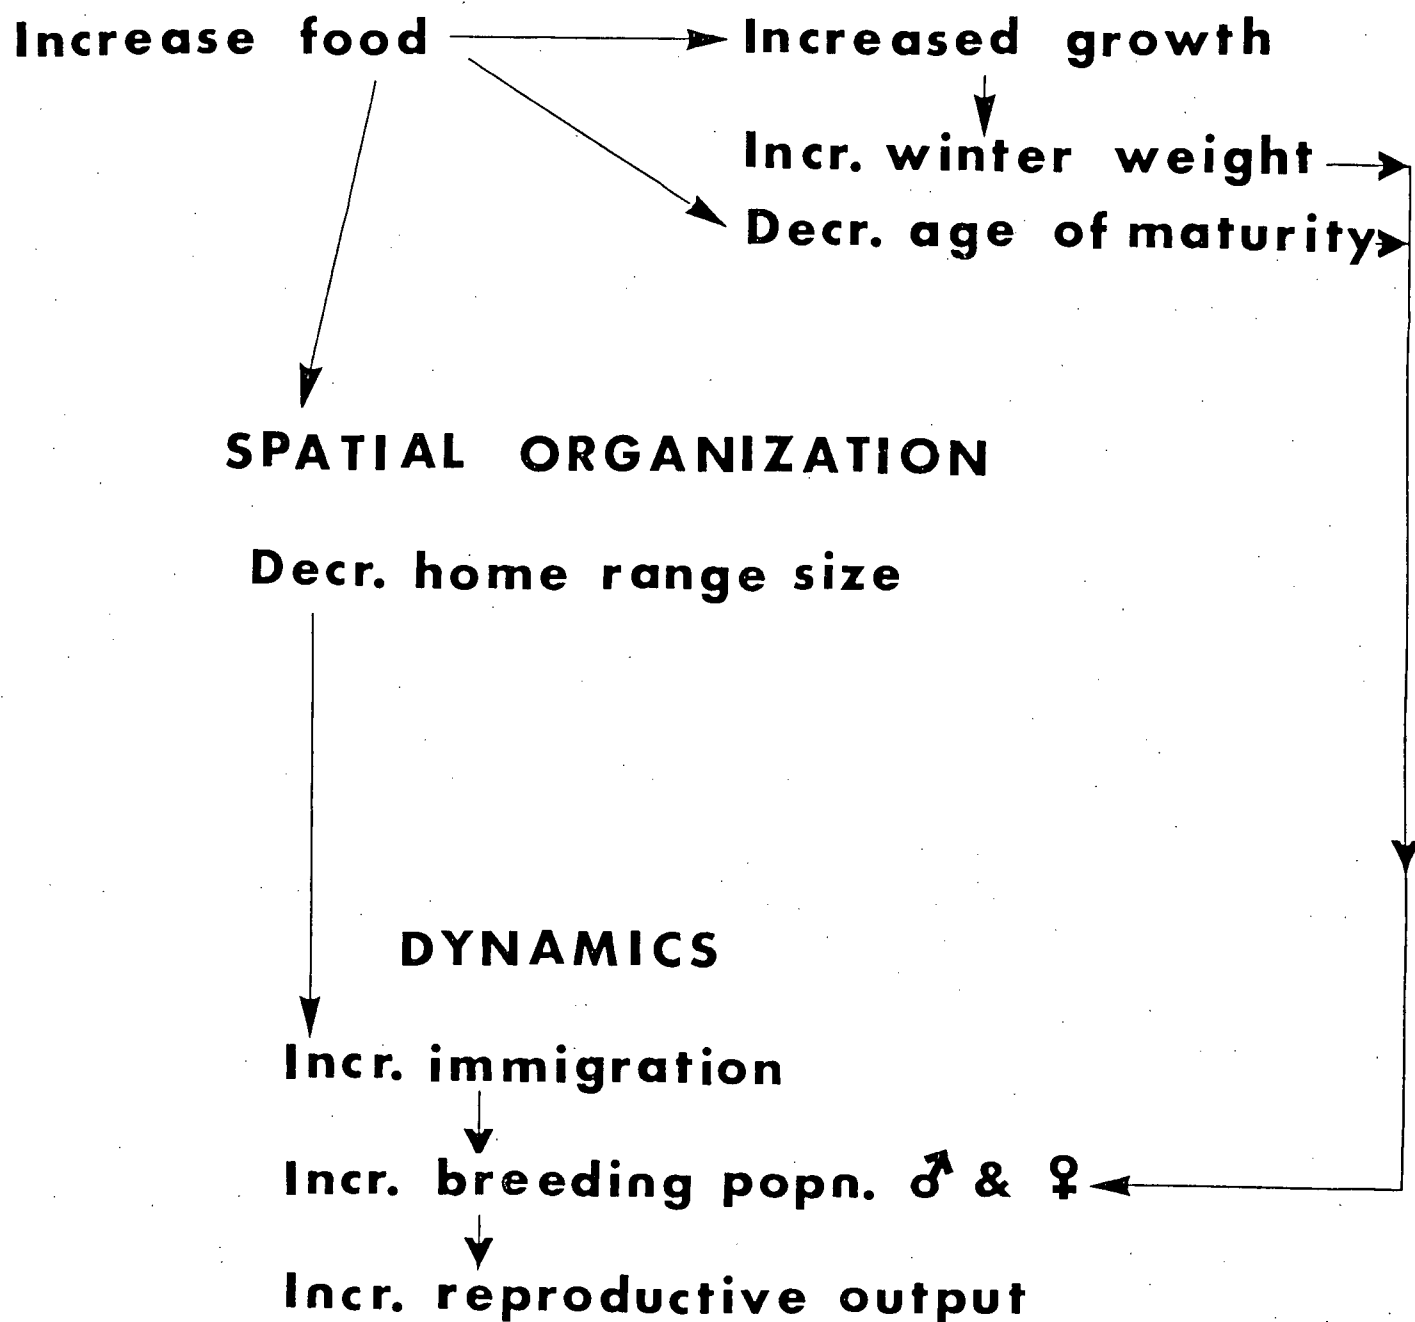 Increase food
Increased growth
Incr. winter weight
Decr. age of maturity
SPATIAL ORGANIZATION
Decr. home range size
DYNAMICS
Incr. immigration
Incr. breeding popn. ♂ & ♀
Incr. reproductive output